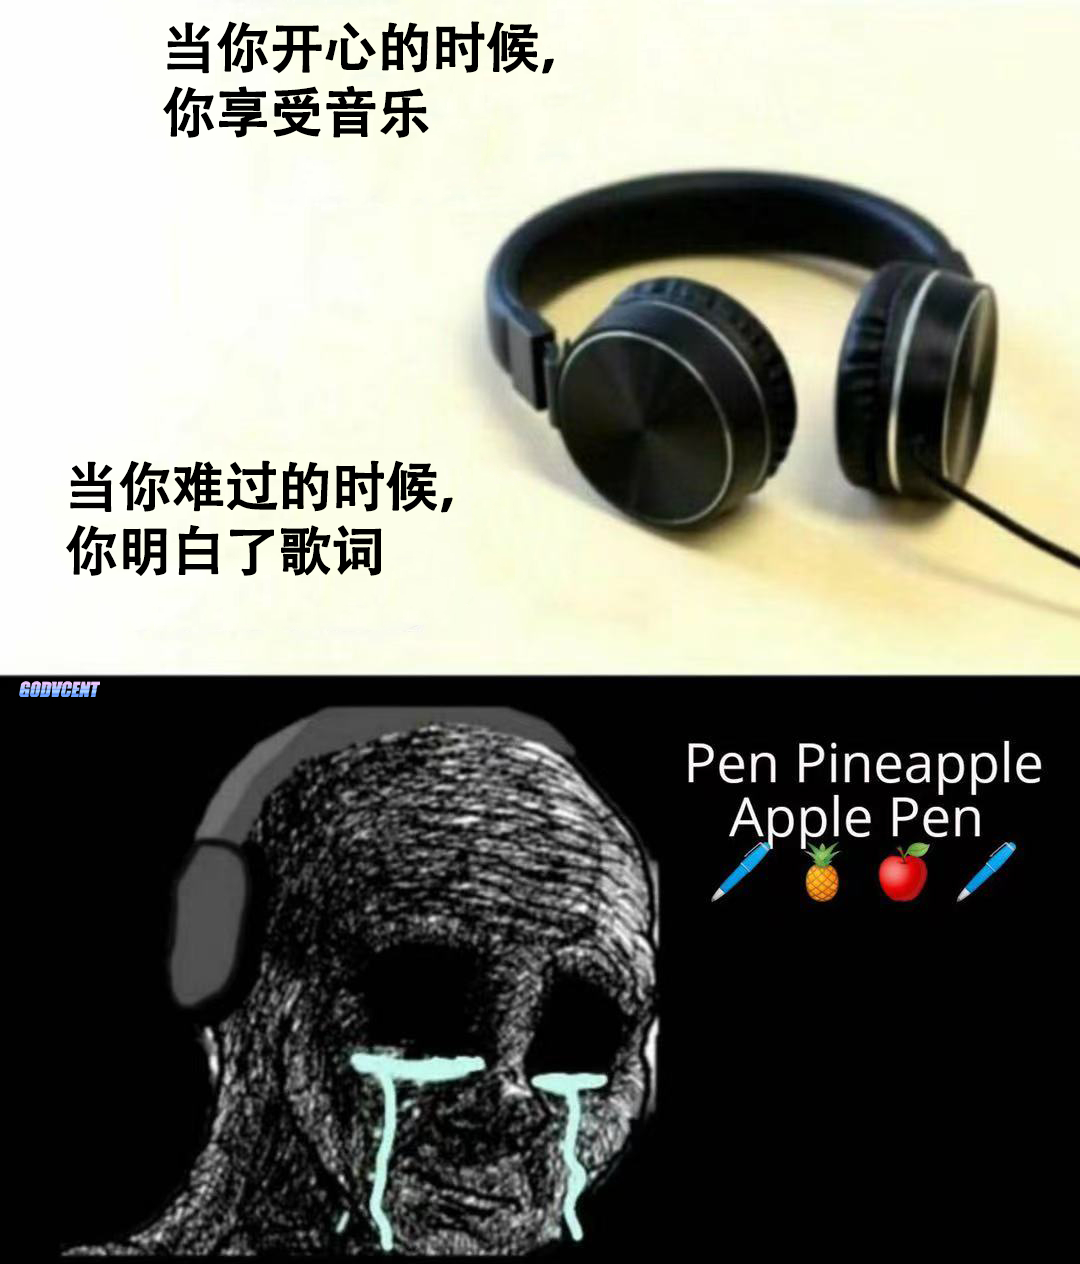 当你开心的时候,
你享受音乐
当你难过的时候,
你明白了歌词
GODVCENT
Pen Pineapple
Apple Pen